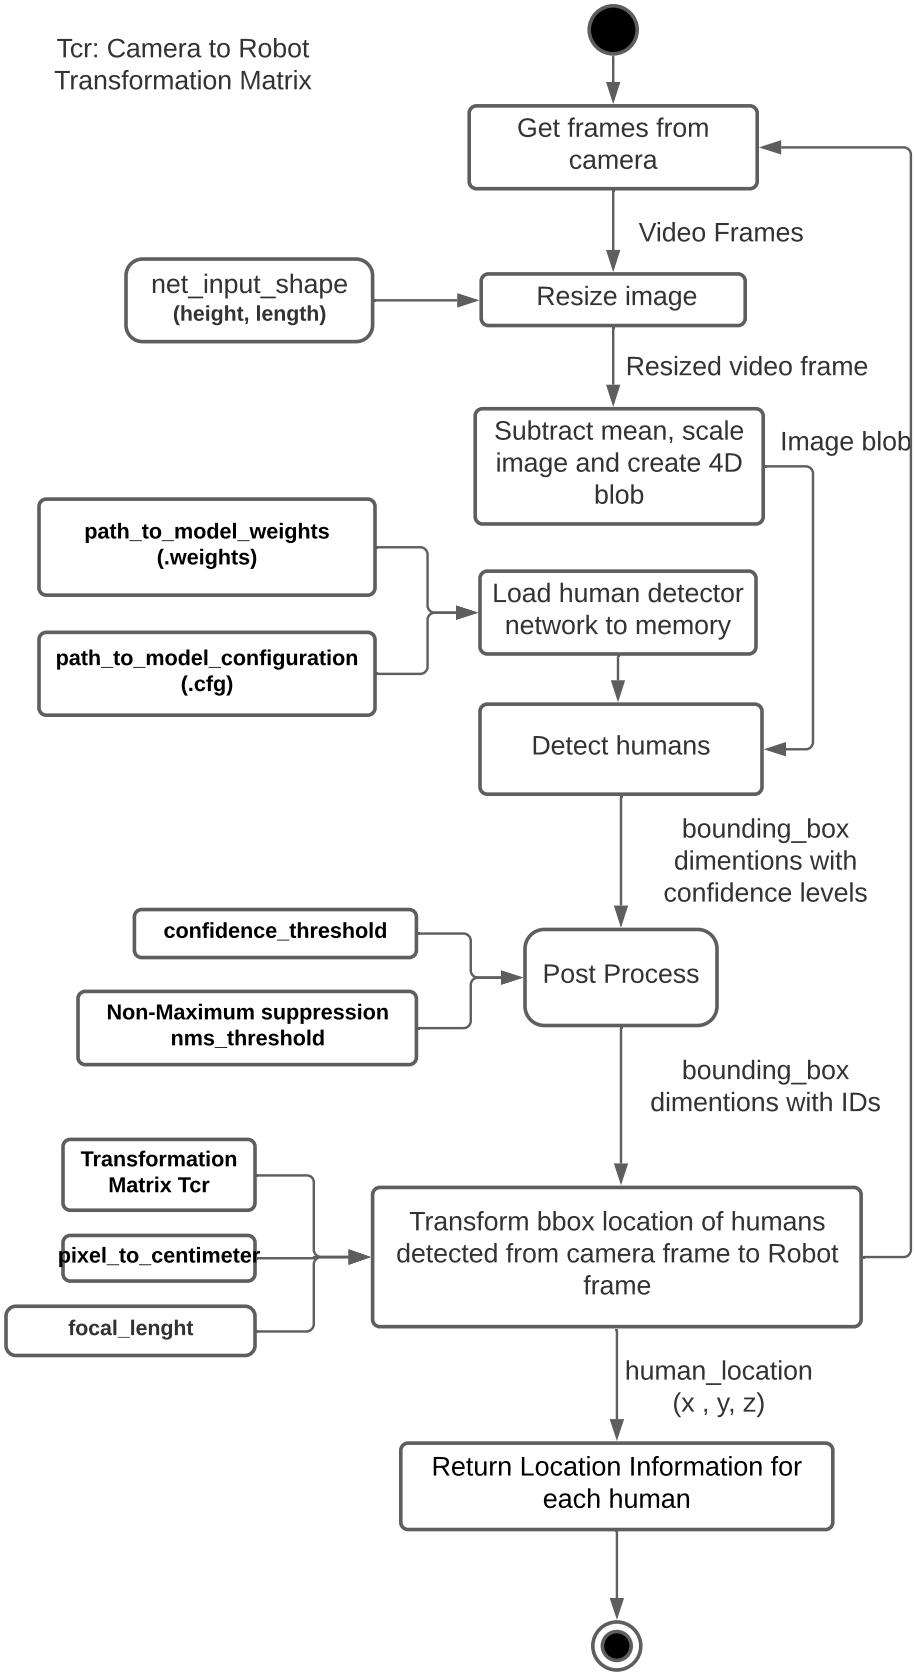 Tcr: Camera to Robot
Transformation Matrix
Get frames from
camera
Video Frames
net_input_shape
(height, length)
Resize image
Resized video frame
Subtract mean, scale
image and create 4D
blob
Image blob
path_to_model_weights
(.weights)
Load human detector
network to memory
path_to_model_configuration
(.cfg)
Detect humans
bounding_box
dimentions with
confidence levels
confidence_threshold
Post Process
Non-Maximum suppression
nms_threshold
bounding_box
dimentions with IDs
Transformation
Matrix Tcr
Transform bbox location of humans
detected from camera frame to Robot
frame
pixel_to_centimeter
focal_lenght
human_location
(x , y, z)
Return Location Information for
each human